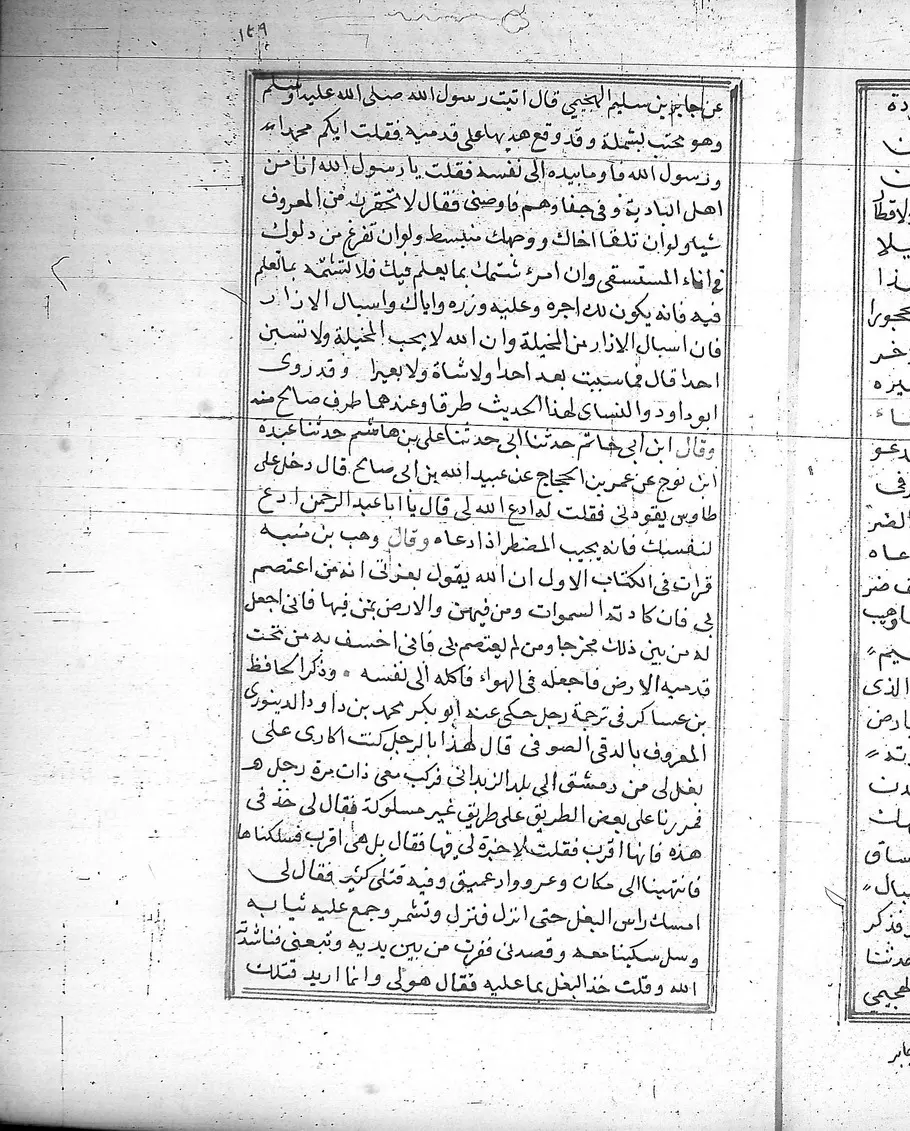 ١٤٩
عن جابر بن سليم الهجيمي قال اتيت رسول الله صلى الله عليه وسلم
وهو محتب بشملة وقد وقع هدبها على قدميه فقلت ايكم محمد او
رسول الله فاوما بيده الى نفسه فقلت يا رسول الله انا من
اهل البادية وفي جفاوهم فاوصني فقال لا تحقرن من المعروف
شيا ولو ان تلقا اخاك ووجهك منبسط ولو ان تفرغ من دلوك
في اناء المستسقي وان امرء شتمك بما يعلم فيك فلا تشتمه بما تعلم
فيه فانه يكون لك اجره وعليه وزره واياك واسبال الازار
فان اسبال الازار من المخيلة وان الله لا يحب المخيلة ولا تسبن
احدا قال فما سببت بعد احدا ولا شاة ولا بعيرا وقد روى
ابو داود والنساي لهذا الحديث طرقا وعندهما طرف صالح منه
وقال ابن ابي حاتم حدثنا ابي حدثنا علي بن هاشم حدثنا عبدة
ابن نوح عن عمر بن الحجاج عن عبيد الله بن ابي صالح قال دخل علي
طاوس يعودني فقلت له ادع الله لي قال يا ابا عبد الرحمن ادع
لنفسك فانه يجيب المضطر اذا دعاه وقال وهب بن منبه
قرات في الكتاب الاول ان الله يقول بعزتي انه من اعتصم
بي فان كادته السموات ومن فيهن والارض بمن فيها فاني اجعل
له من بين ذلك مخرجا ومن لم يعتصم بي فاني اخسف به من تحت
قدميه الارض فاجعله في الهواء فاكله الى نفسه • وذكر الحافظ
بن عساكر في ترجمة رجل حكى عنه ابو بكر محمد بن داود الدينوري
المعروف بالدقي الصوفي قال لهذا الرجل كنت اكاري على
بغل لي من دمشق الى بلد الزبداني فركب معي ذات مرة رجل
فمررنا على بعض الطريق على طريق غير مسلوكة فقال لي خذ في
هذه فانها اقرب فقلت لا خبرة لي فيها فقال بل هي اقرب فسلكناها
فانتهينا الى مكان وعر وواد عميق وفيه قتلى كثير فقال لي
امسك راس البغل حتى انزل فنزل وتشمر وجمع عليه ثيابه
وسل سكينا معه وقصدني ففررت من بين يديه وتبعني فناشدته
الله وقلت خذ البغل بما عليه فقال هو لي وانما اريد قتلك